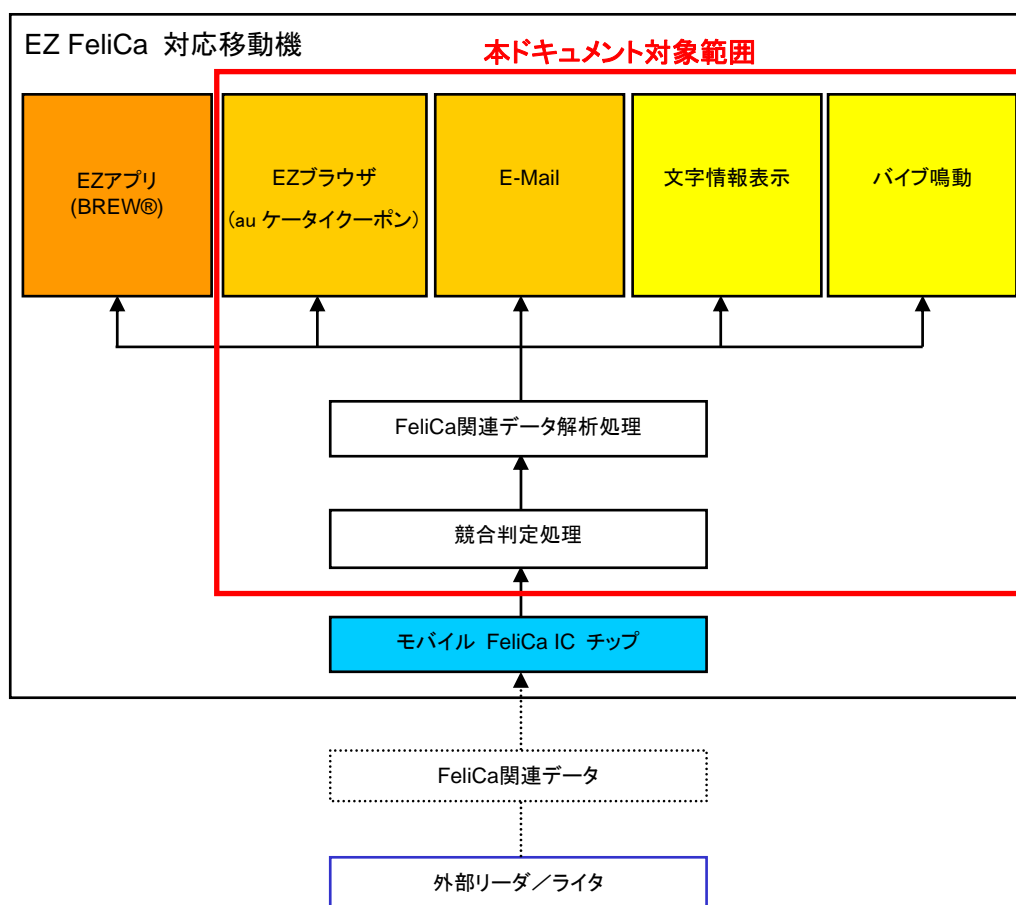 EZ FeliCa 対応移動機
本ドキュメント対象範囲
EZアプリ
(BREW®)
EZブラウザ
（au ケータイクーポン）
E-Mail
文字情報表示
バイブ鳴動
FeliCa関連データ解析処理
競合判定処理
モバイル FeliCa IC チップ
FeliCa関連データ
外部リーダ／ライタ